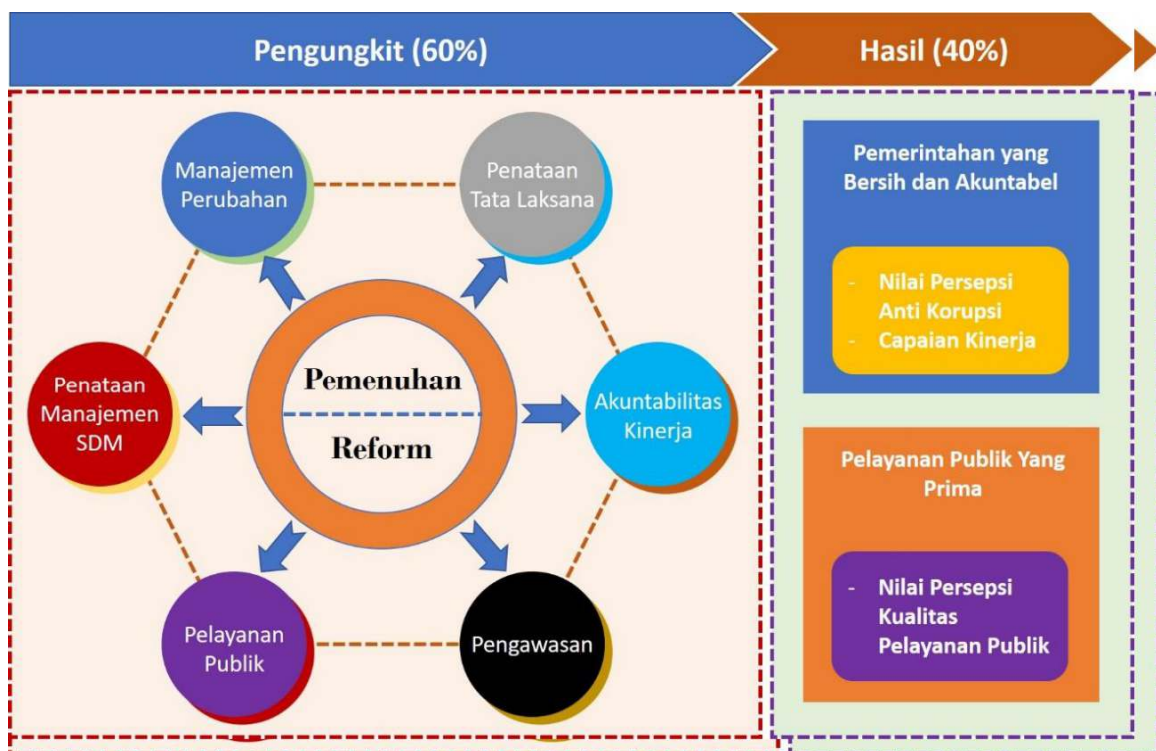 Pengungkit (60%)
Hasil (40%)
Manajemen
Perubahan
Penataan
Tata Laksana
Penataan
Manajemen
SDM
Pemenuhan
Reform
Akuntabilitas
Kinerja
Pelayanan
Publik
Pengawasan
Pemerintahan yang
Bersih dan Akuntabel
- Nilai Persepsi
Anti Korupsi
- Capaian Kinerja
Pelayanan Publik Yang
Prima
- Nilai Persepsi
Kualitas
Pelayanan Publik